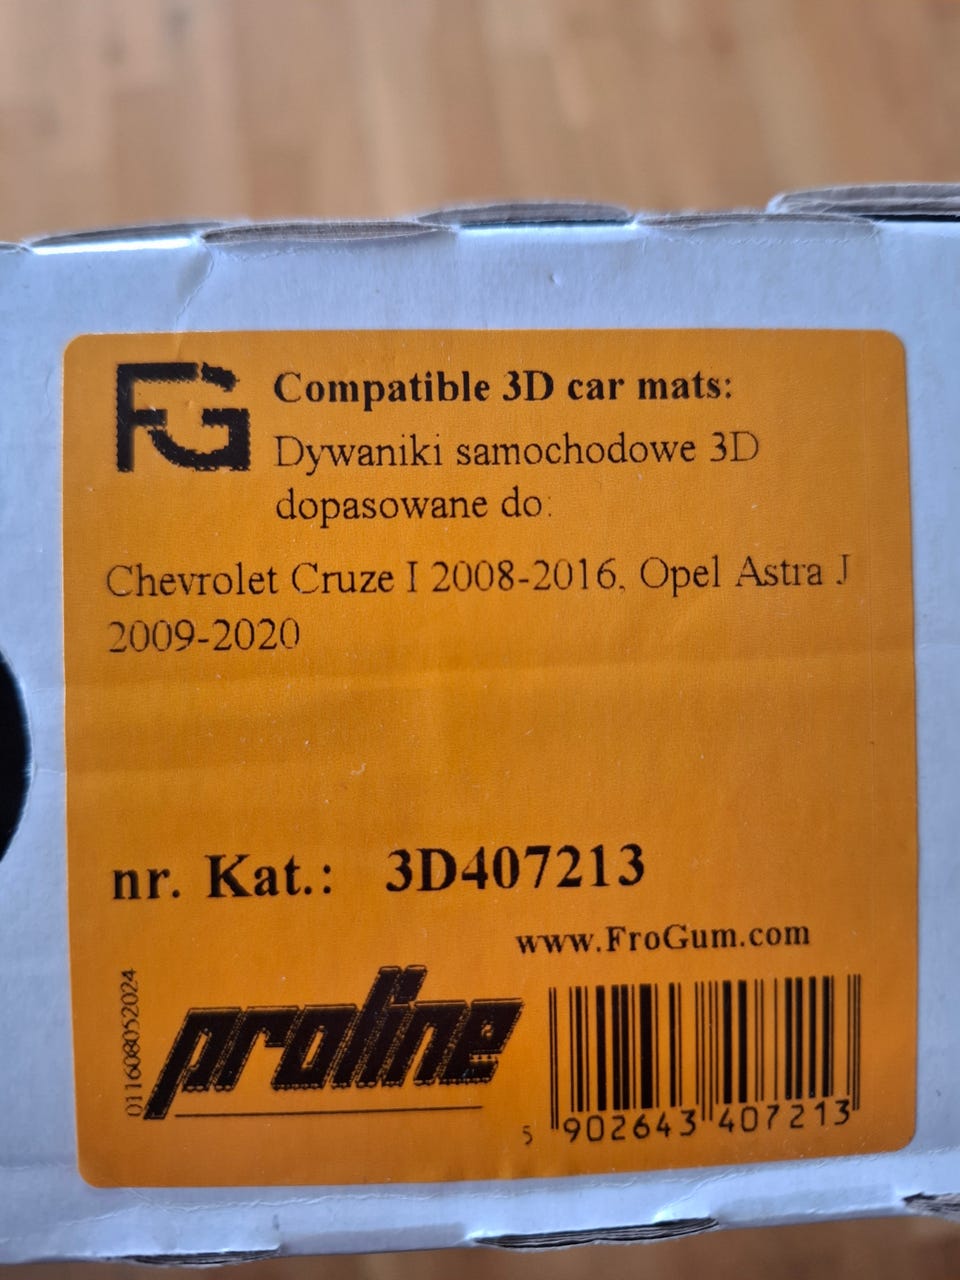 FG
Compatible 3D car mats:
Dywaniki samochodowe 3D
dopasowane do:
Chevrolet Cruze I 2008-2016, Opel Astra J
2009-2020
nr. Kat.: 3D407213
www.FroGum.com
011608052024
proline
5 902643 407213